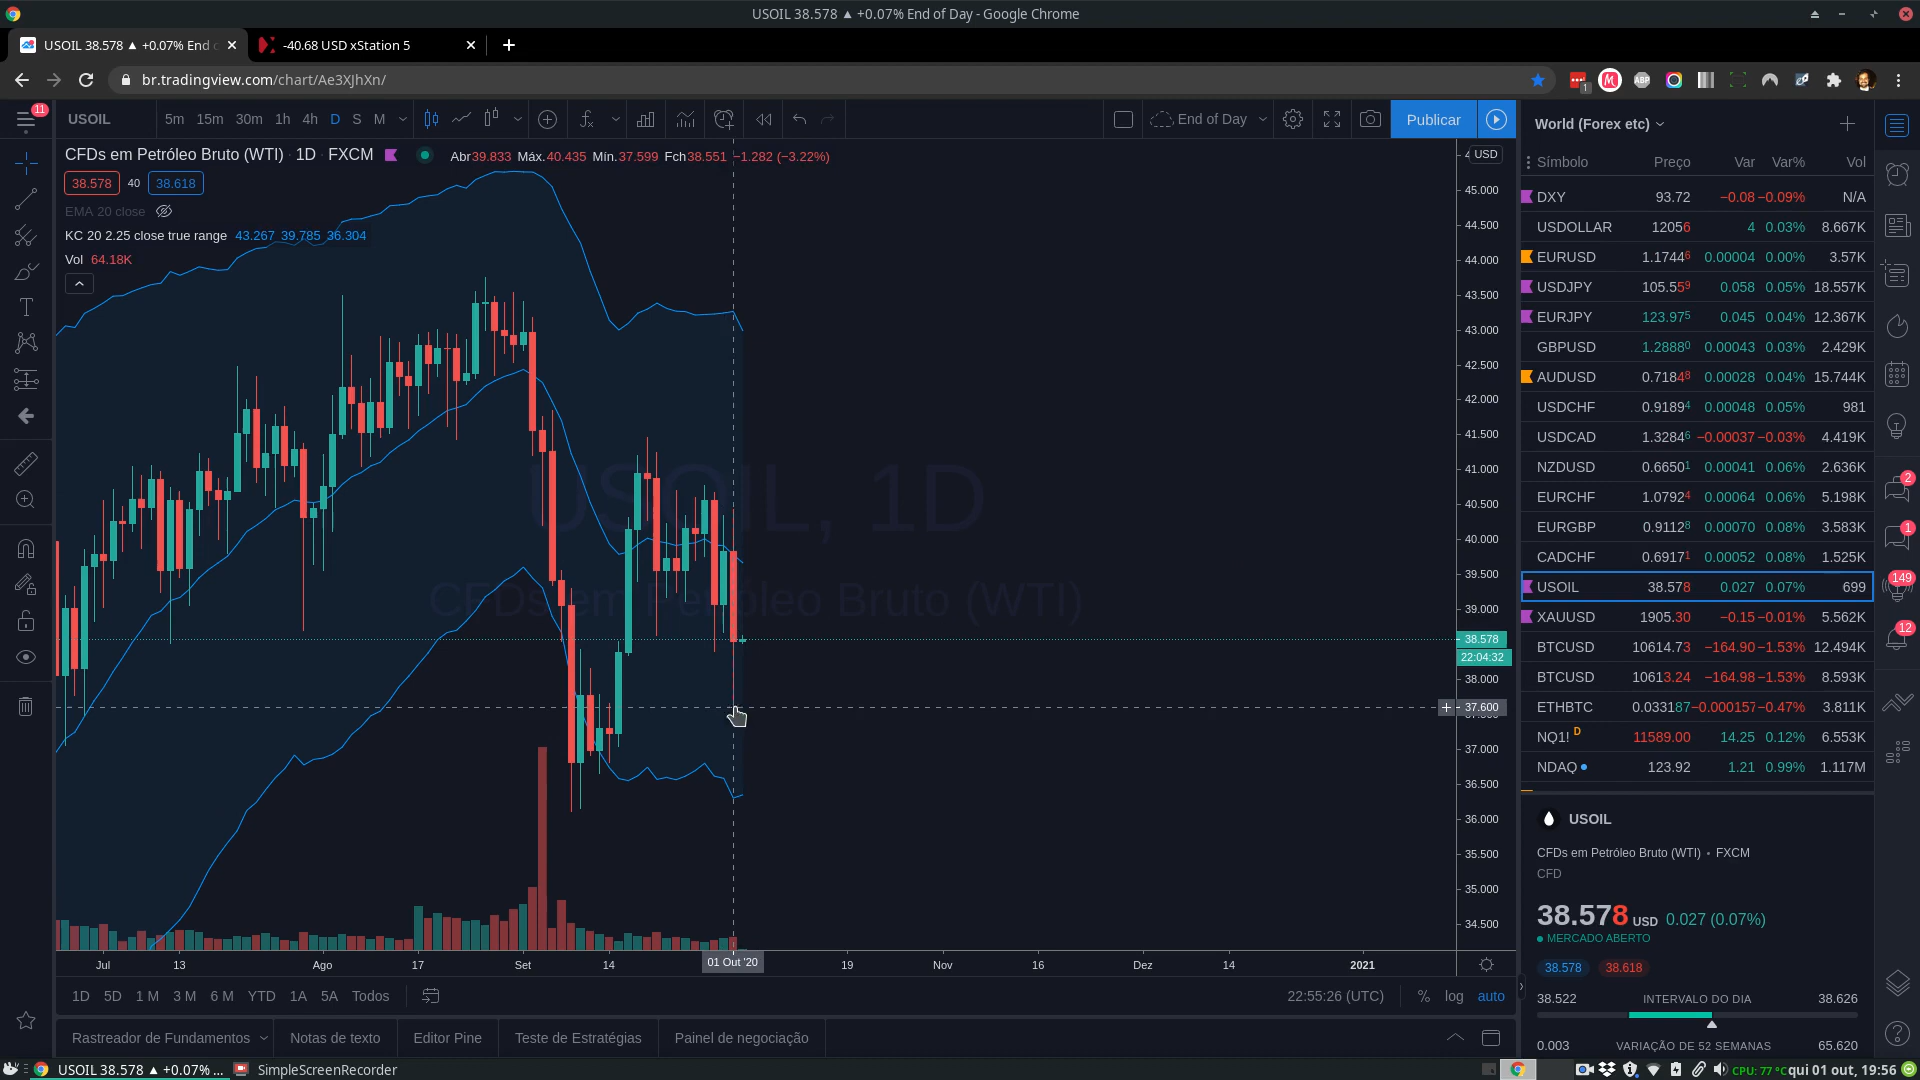 USOIL 38.578 ▲ +0.07% End of Day - Google Chrome
USOIL 38.578 ▲ +0.07% End
-40.68 USD xStation 5
br.tradingview.com/chart/Ae3XJhXn/
1
11
USOIL
5m 15m 30m 1h 4h D S M
End of Day
Publicar
CFDs em Petróleo Bruto (WTI) 1D FXCM
Abr39.833 Máx.40.435 Mín.37.599 Fch38.551 −1.282 (−3.22%)
38.578 40 38.618
EMA 20 close
KC 20 2.25 close true range 43.267 39.785 36.304
Vol 64.18K
USOIL, 1D
CFDs em Petróleo Bruto (WTI)
USD
45.000
44.500
44.000
43.500
43.000
42.500
42.000
41.500
41.000
40.500
40.000
39.500
39.000
38.578
22:04:32
38.000
37.600
37.000
36.500
36.000
35.500
35.000
34.500
Jul 13 Ago 17 Set 14 01 Out '20 19 Nov 16 Dez 14 2021
1D 5D 1 M 3 M 6 M YTD 1A 5A Todos
22:55:26 (UTC) % log auto
Rastreador de Fundamentos Notas de texto Editor Pine Teste de Estratégias Painel de negociação
World (Forex etc)
Símbolo Preço Var Var% Vol
DXY 93.72 −0.08 −0.09% N/A
USDOLLAR 12056 4 0.03% 8.667K
EURUSD 1.17446 0.00004 0.00% 3.57K
USDJPY 105.559 0.058 0.05% 18.557K
EURJPY 123.975 0.045 0.04% 12.367K
GBPUSD 1.28880 0.00043 0.03% 2.429K
AUDUSD 0.71848 0.00028 0.04% 15.744K
USDCHF 0.91894 0.00048 0.05% 981
USDCAD 1.32846 −0.00037 −0.03% 4.419K
NZDUSD 0.66501 0.00041 0.06% 2.636K
EURCHF 1.07924 0.00064 0.06% 5.198K
EURGBP 0.91128 0.00070 0.08% 3.583K
CADCHF 0.69171 0.00052 0.08% 1.525K
USOIL 38.578 0.027 0.07% 699
XAUUSD 1905.30 −0.15 −0.01% 5.562K
BTCUSD 10614.73 −164.90 −1.53% 12.494K
BTCUSD 10613.24 −164.98 −1.53% 8.593K
ETHBTC 0.033187 −0.000157 −0.47% 3.811K
NQ1! D 11589.00 14.25 0.12% 6.553K
NDAQ 123.92 1.21 0.99% 1.117M
2
1
149
12
USOIL
CFDs em Petróleo Bruto (WTI) • FXCM
CFD
38.578 USD 0.027 (0.07%)
MERCADO ABERTO
38.578 38.618
38.522 INTERVALO DO DIA 38.626
0.003 VARIAÇÃO DE 52 SEMANAS 65.620
USOIL 38.578 ▲ +0.07% ...
SimpleScreenRecorder
CPU: 77 °C qui 01 out, 19:56